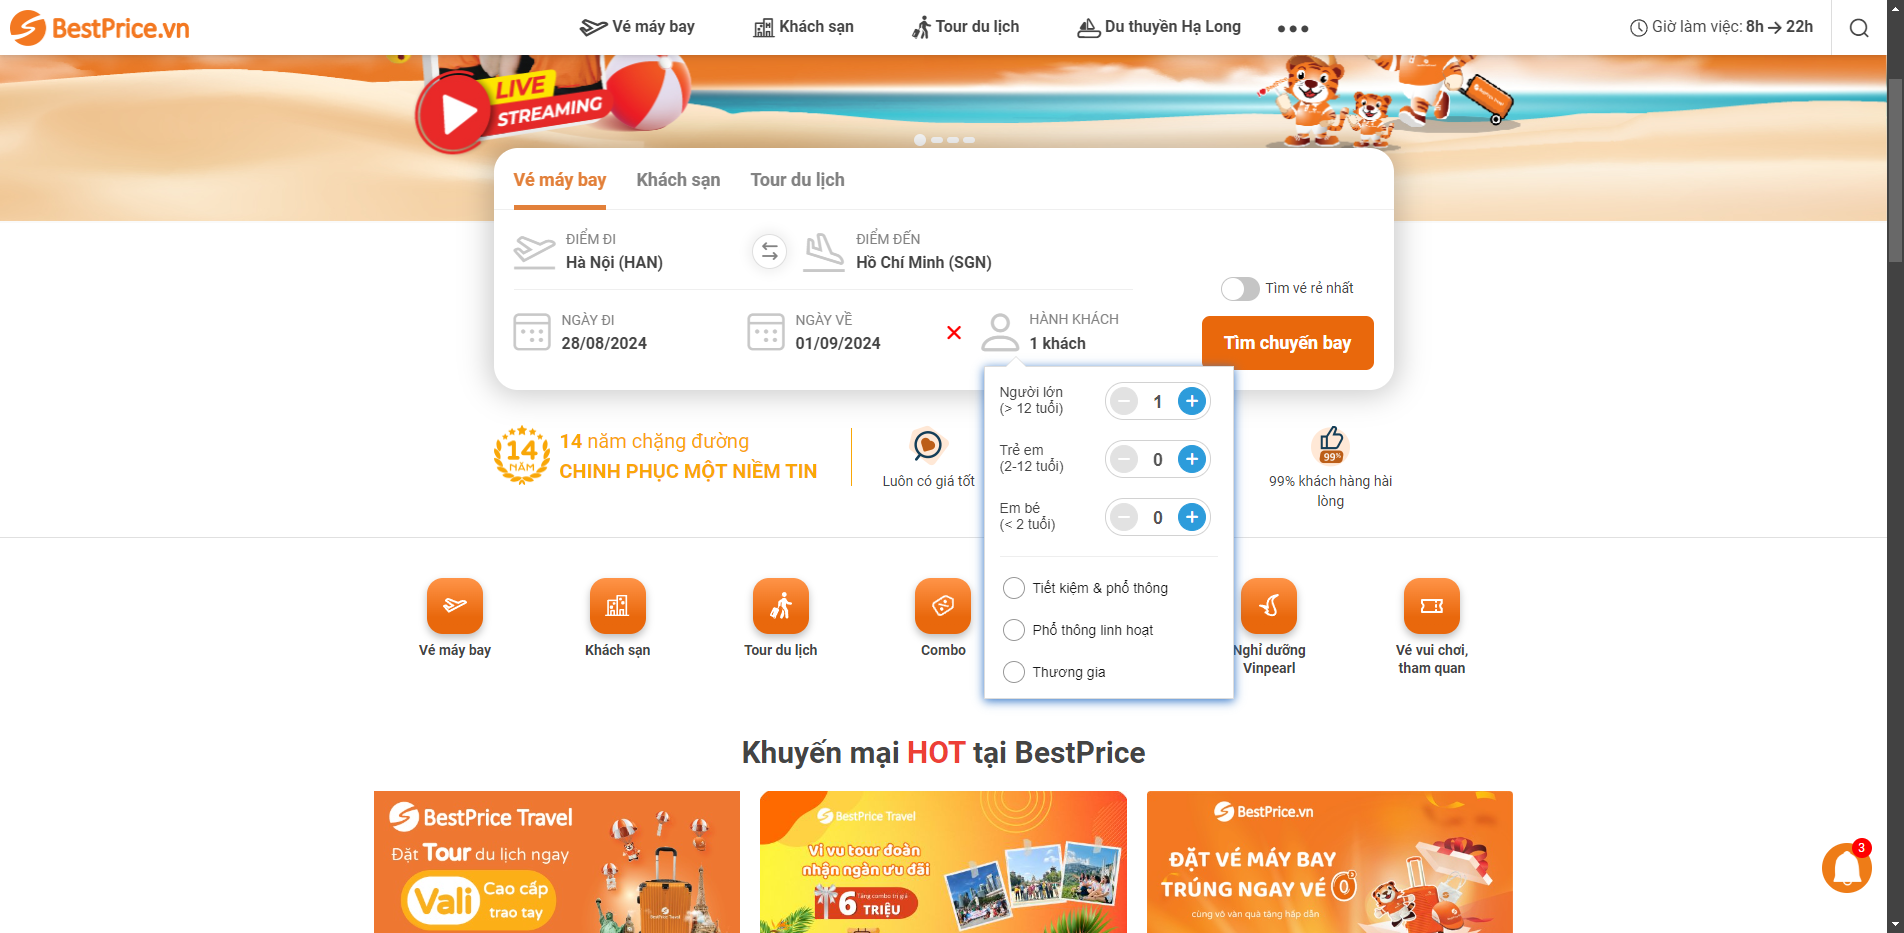 BestPrice.vn
Vé máy bay
Khách sạn
Tour du lịch
Du thuyền Hạ Long
Giờ làm việc: 8h → 22h
LIVE
STREAMING
Vé máy bay
Khách sạn
Tour du lịch
ĐIỂM ĐI
Hà Nội (HAN)
ĐIỂM ĐẾN
Hồ Chí Minh (SGN)
Tìm vé rẻ nhất
NGÀY ĐI
28/08/2024
NGÀY VỀ
01/09/2024
HÀNH KHÁCH
1 khách
Tìm chuyến bay
Người lớn
(> 12 tuổi)
1
Trẻ em
(2-12 tuổi)
0
Em bé
(< 2 tuổi)
0
Tiết kiệm & phổ thông
Phổ thông linh hoạt
Thương gia
14
NĂM
14 năm chặng đường
CHINH PHỤC MỘT NIỀM TIN
Luôn có giá tốt
99%
99% khách hàng hài
lòng
Vé máy bay
Khách sạn
Tour du lịch
Combo
Nghỉ dưỡng
Vinpearl
Vé vui chơi,
tham quan
Khuyến mại HOT tại BestPrice
BestPrice Travel
Đặt Tour du lịch ngay
Vali Cao cấp
trao tay
BestPrice Travel
Vi vu tour đoàn
nhận ngàn ưu đãi
Tặng combo trị giá
6 TRIỆU
BestPrice.vn
ĐẶT VÉ MÁY BAY
TRÚNG NGAY VÉ 0đ
cùng vô vàn quà tặng hấp dẫn
3